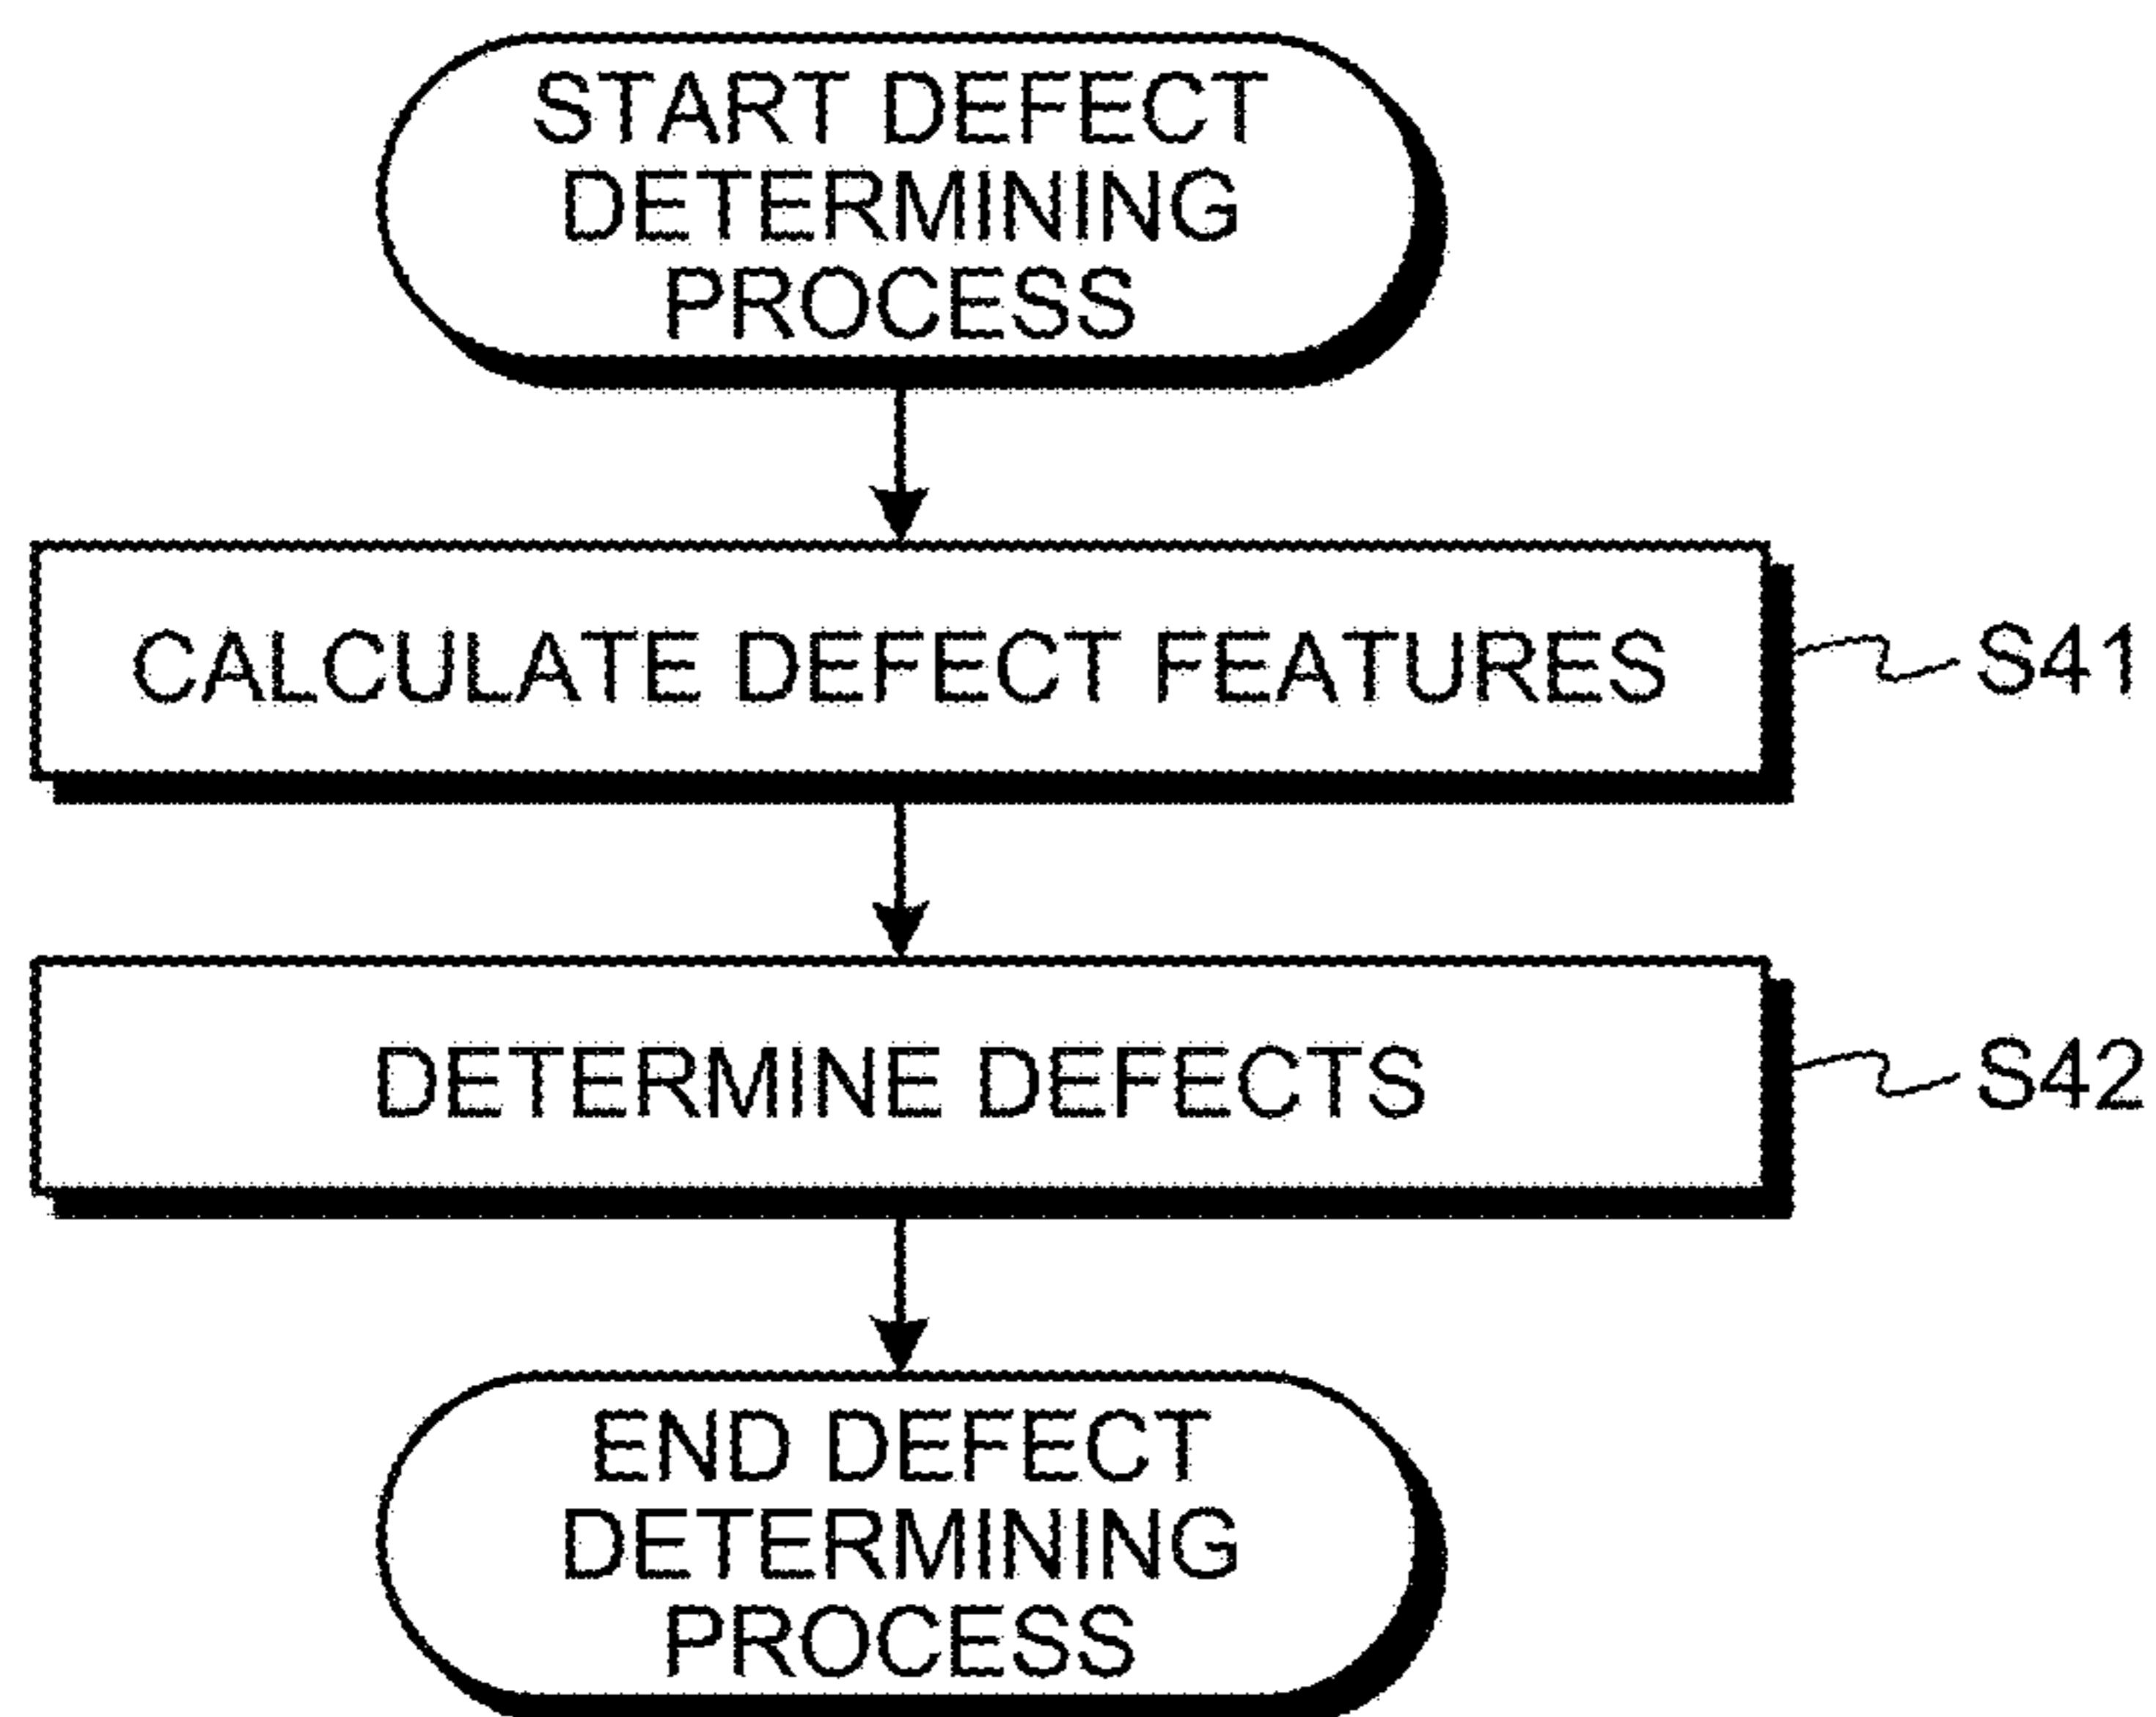 START DEFECT
DETERMINING
PROCESS
CALCULATE DEFECT FEATURES
S41
DETERMINE DEFECTS
S42
END DEFECT
DETERMINING
PROCESS